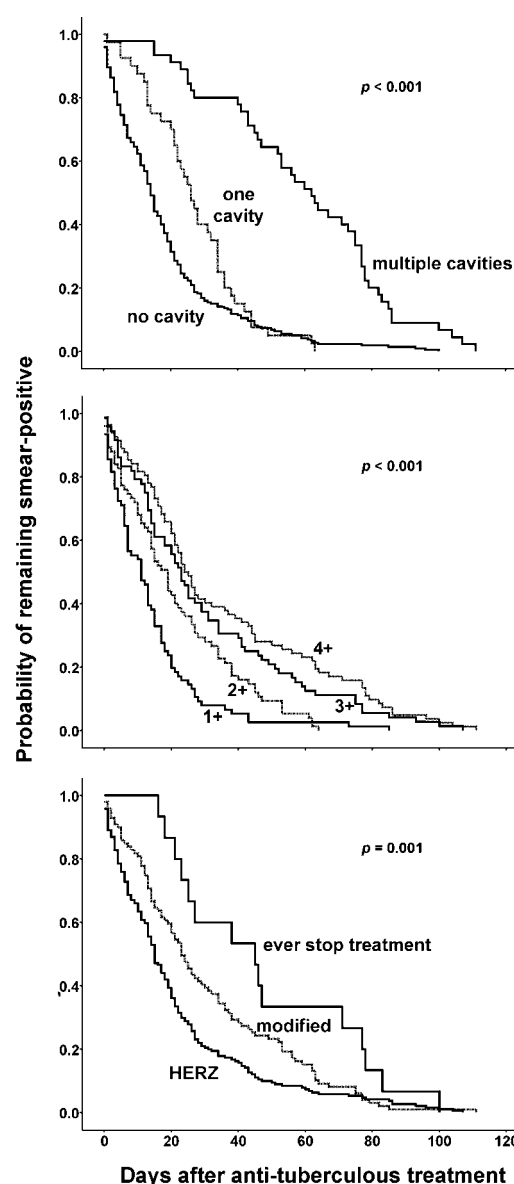 Probability of remaining smear-positive
1.0
0.8
0.6
0.4
0.2
0.0
p < 0.001
one
cavity
multiple cavities
no cavity
1.0
0.8
0.6
0.4
0.2
0.0
p < 0.001
4+
3+
2+
1+
1.0
0.8
0.6
0.4
0.2
0.0
p = 0.001
ever stop treatment
modified
HERZ
0 20 40 60 80 100 120
Days after anti-tuberculous treatment